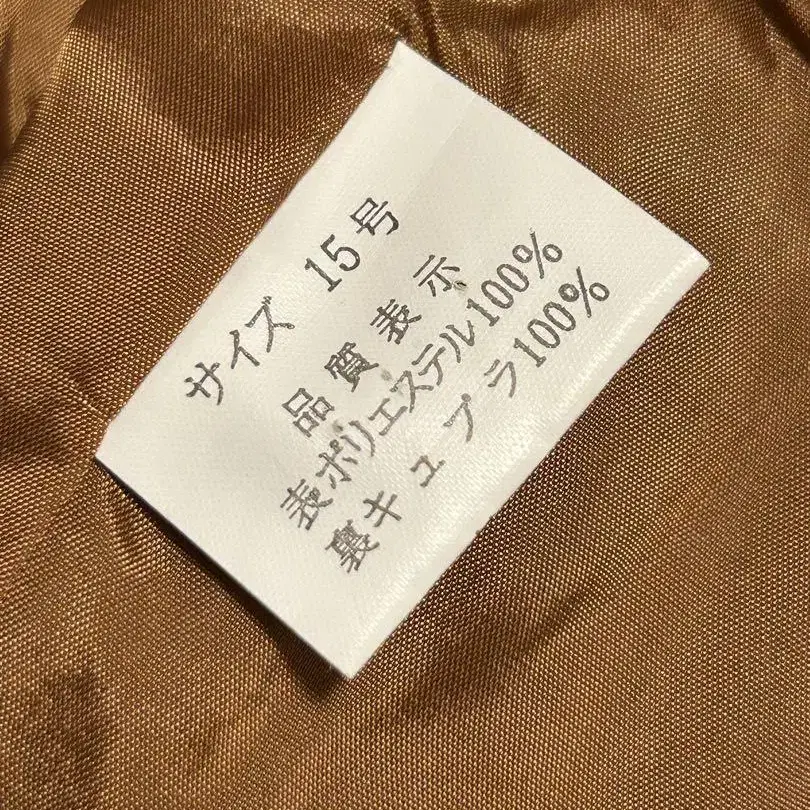 サイズ 15号
品質表示
表ポリエステル100%
裏キュプラ100%